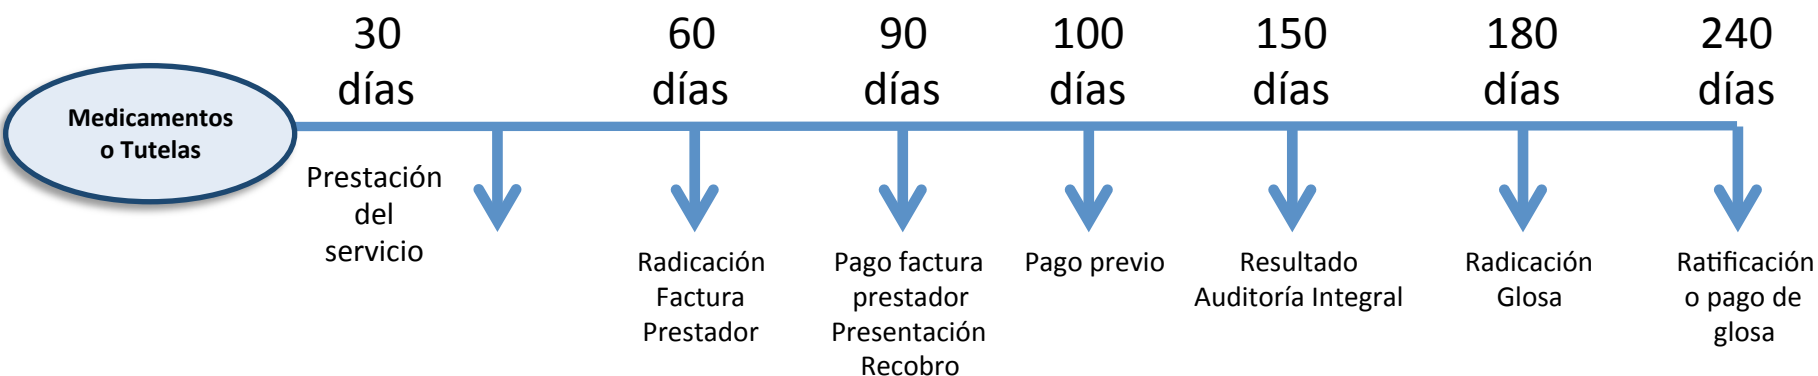 30
días
60
días
90
días
100
días
150
días
180
días
240
días
Medicamentos
o Tutelas
Prestación
del
servicio
Radicación
Factura
Prestador
Pago factura
prestador
Presentación
Recobro
Pago previo
Resultado
Auditoría Integral
Radicación
Glosa
Ratificación
o pago de
glosa